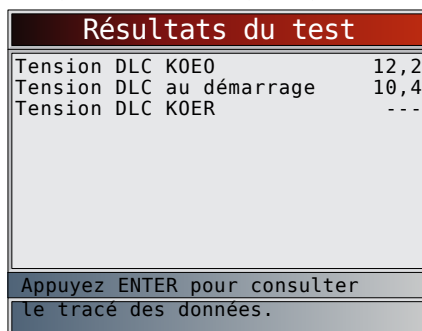 Résultats du test
Tension DLC KOEO 12,2
Tension DLC au démarrage 10,4
Tension DLC KOER ---
Appuyez ENTER pour consulter
le tracé des données.